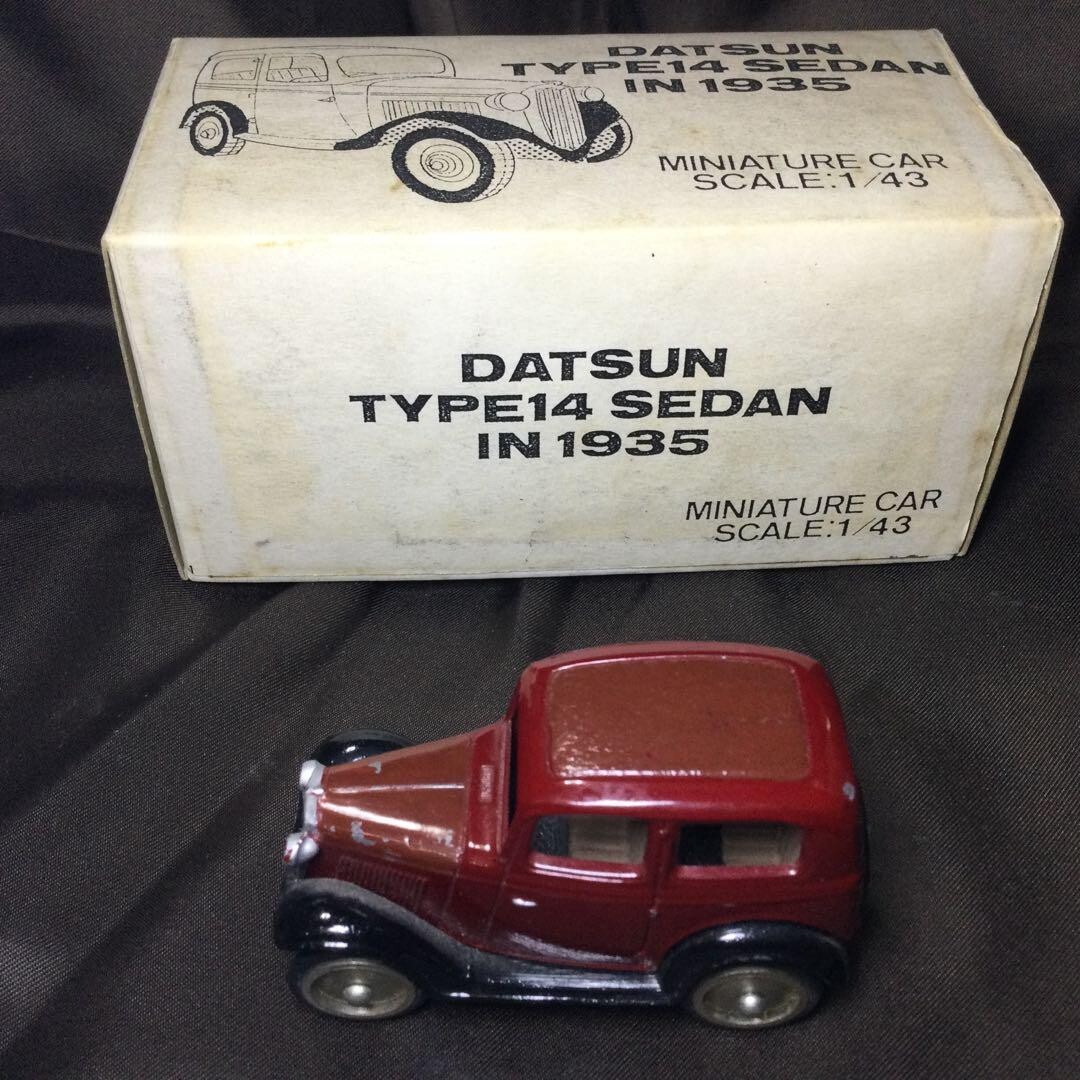 DATSUN
TYPE14 SEDAN
IN 1935
MINIATURE CAR
SCALE:1/43
DATSUN
TYPE14 SEDAN
IN 1935
MINIATURE CAR
SCALE:1/43